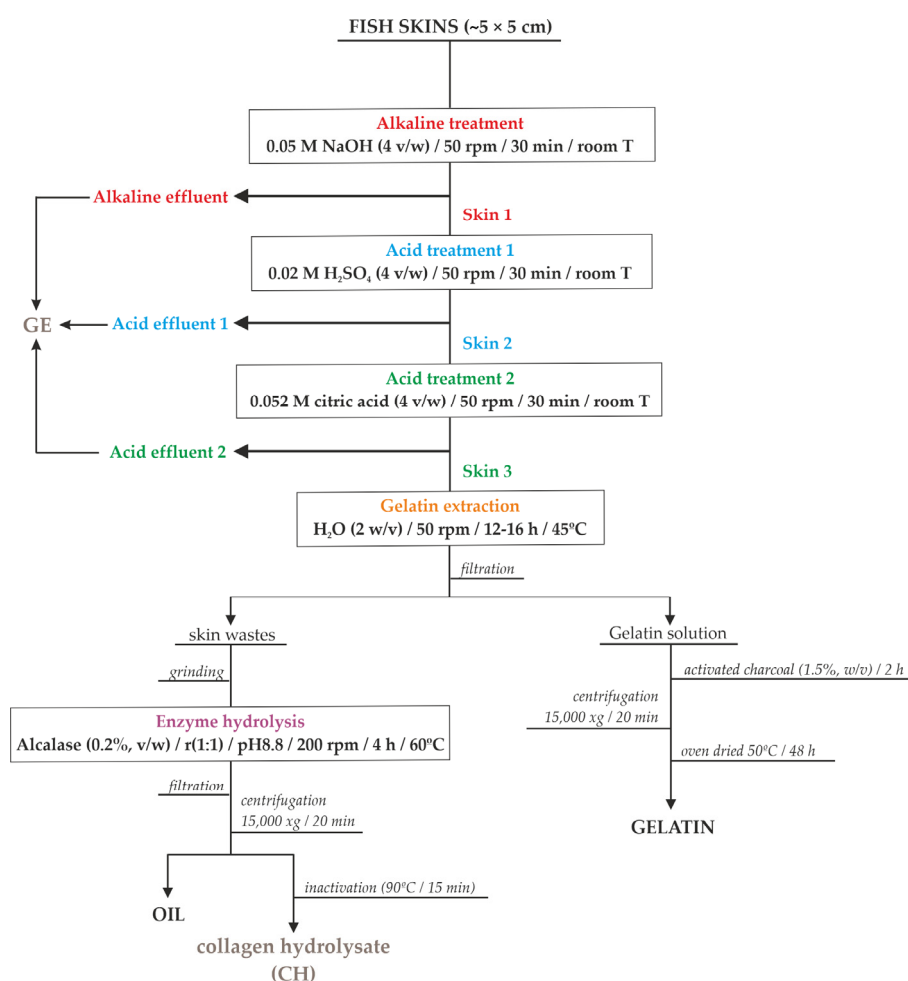 FISH SKINS (~5 × 5 cm)
Alkaline treatment
0.05 M NaOH (4 v/w) / 50 rpm / 30 min / room T
Alkaline effluent
Skin 1
Acid treatment 1
0.02 M H₂SO₄ (4 v/w) / 50 rpm / 30 min / room T
GE
Acid effluent 1
Skin 2
Acid treatment 2
0.052 M citric acid (4 v/w) / 50 rpm / 30 min / room T
Acid effluent 2
Skin 3
Gelatin extraction
H₂O (2 w/v) / 50 rpm / 12-16 h / 45ºC
filtration
skin wastes
grinding
Enzyme hydrolysis
Alcalase (0.2%, v/w) / r(1:1) / pH8.8 / 200 rpm / 4 h / 60ºC
filtration
centrifugation
15,000 xg / 20 min
OIL
inactivation (90ºC / 15 min)
collagen hydrolysate
(CH)
Gelatin solution
activated charcoal (1.5%, w/v) / 2 h
centrifugation
15,000 xg / 20 min
oven dried 50ºC / 48 h
GELATIN